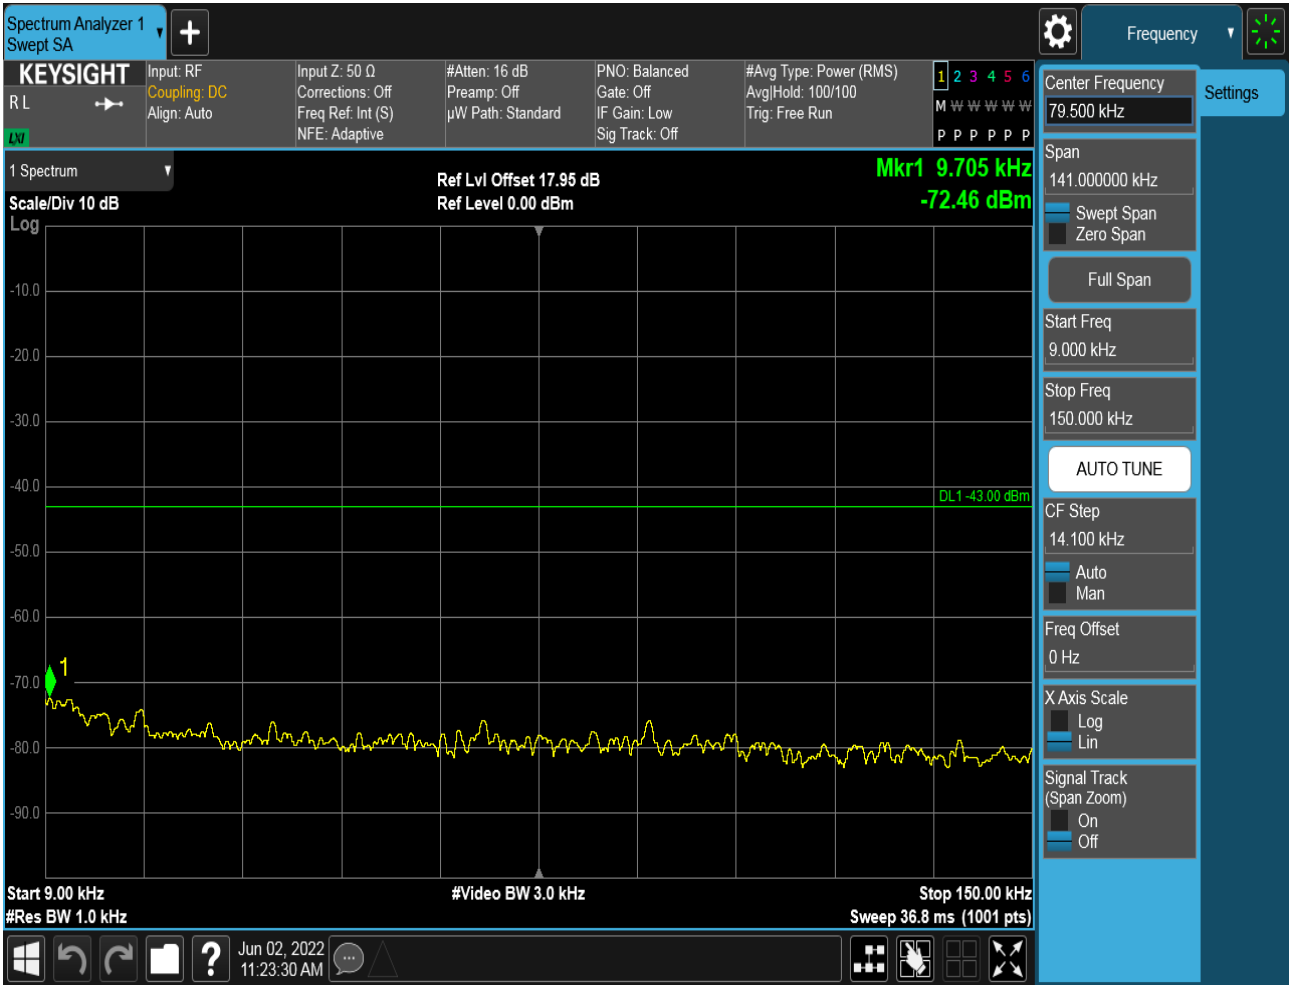 Spectrum Analyzer 1
Swept SA
Frequency
KEYSIGHT
R L
LXI
Input: RF
Coupling: DC
Align: Auto
Input Z: 50 Ω
Corrections: Off
Freq Ref: Int (S)
NFE: Adaptive
#Atten: 16 dB
Preamp: Off
µW Path: Standard
PNO: Balanced
Gate: Off
IF Gain: Low
Sig Track: Off
#Avg Type: Power (RMS)
Avg|Hold: 100/100
Trig: Free Run
1 2 3 4 5 6
M W W W W W
P P P P P P
1 Spectrum
Scale/Div 10 dB
Log
Ref Lvl Offset 17.95 dB
Ref Level 0.00 dBm
Mkr1 9.705 kHz
-72.46 dBm
-10.0
-20.0
-30.0
-40.0
DL1 -43.00 dBm
-50.0
-60.0
1
-70.0
-80.0
-90.0
Start 9.00 kHz
#Video BW 3.0 kHz
Stop 150.00 kHz
#Res BW 1.0 kHz
Sweep 36.8 ms (1001 pts)
?
Jun 02, 2022
11:23:30 AM
Center Frequency
79.500 kHz
Settings
Span
141.000000 kHz
Swept Span
Zero Span
Full Span
Start Freq
9.000 kHz
Stop Freq
150.000 kHz
AUTO TUNE
CF Step
14.100 kHz
Auto
Man
Freq Offset
0 Hz
X Axis Scale
Log
Lin
Signal Track
(Span Zoom)
On
Off